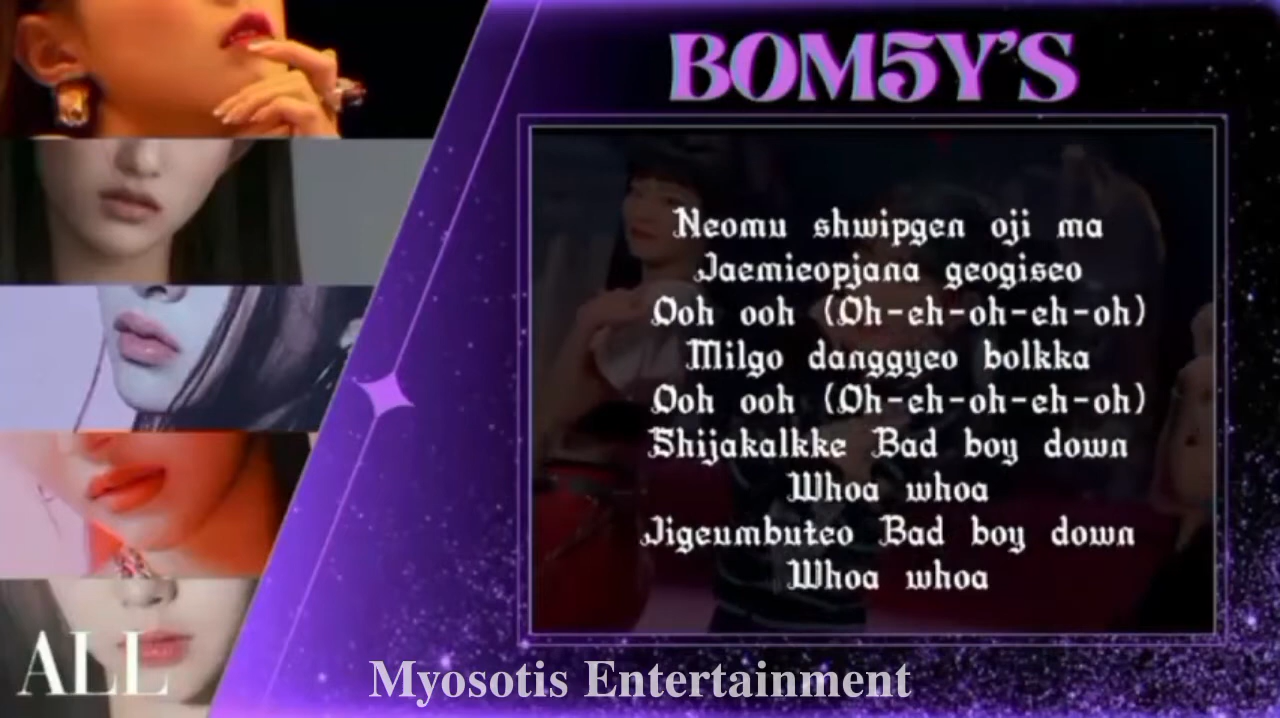 BOM5Y'S
Neomu shwipgen oji ma
Jaemieopjana geogiseo
Ooh ooh (Oh-eh-oh-eh-oh)
Milgo danggyeo bolkka
Ooh ooh (Oh-eh-oh-eh-oh)
Shijakalkke Bad boy down
Whoa whoa
Jigeumbuteo Bad boy down
Whoa whoa
ALL
Myosotis Entertainment